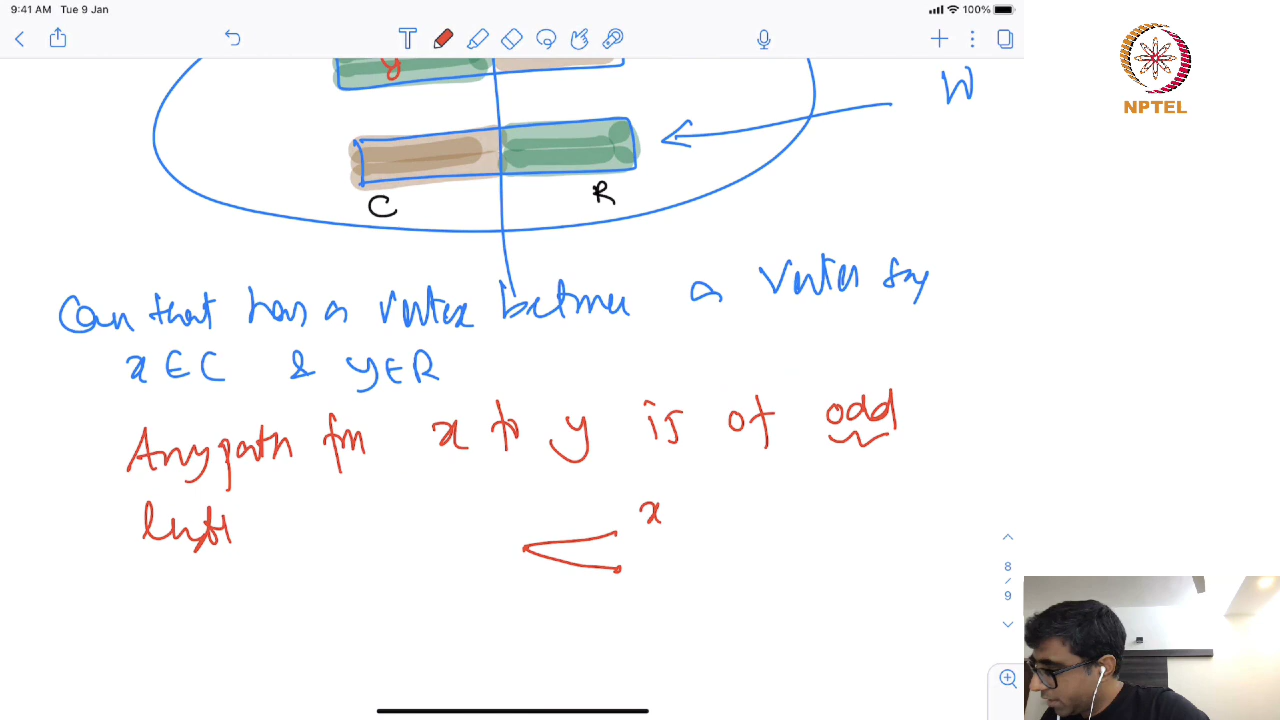 9:41 AM Tue 9 Jan
100%
T
NPTEL
y
W
C R
Can that has a vertex between a vertex say
x ∈ C & y ∈ R
Any path from x to y is of odd
length
x
8
/
9